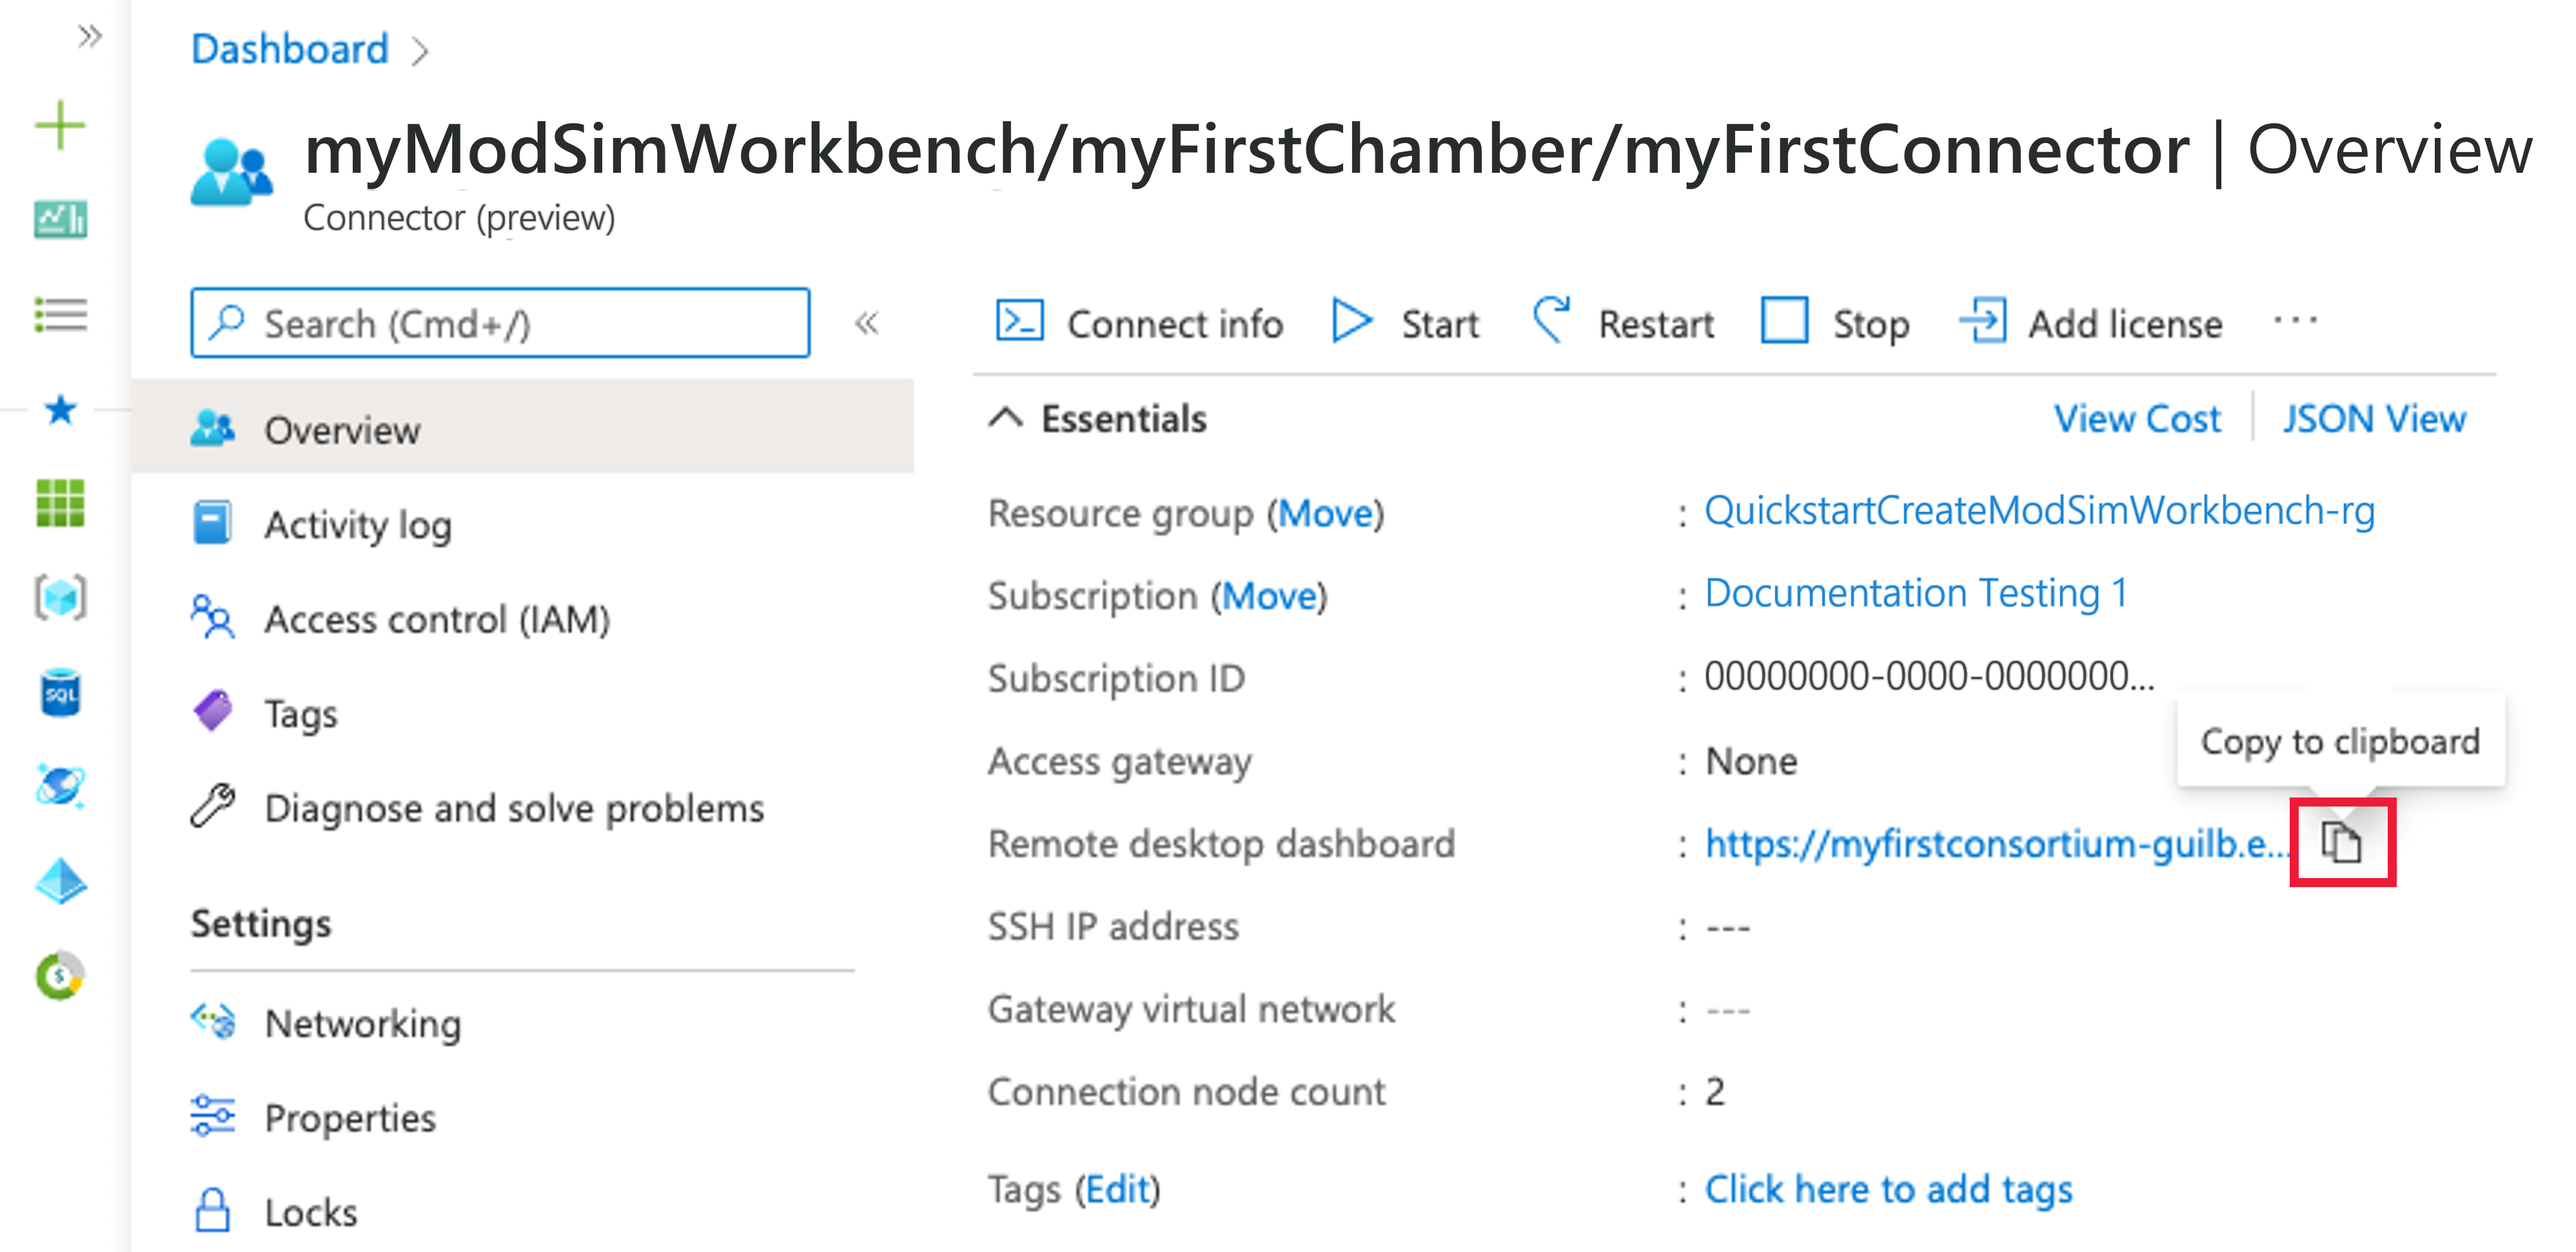 Dashboard
myModSimWorkbench/myFirstChamber/myFirstConnector | Overview
Connector (preview)
Search (Cmd+/)
Connect info Start Restart Stop Add license ...
Overview
Activity log
Access control (IAM)
Tags
Diagnose and solve problems
Settings
Networking
Properties
Locks
SQL
$
Essentials View Cost JSON View
Resource group (Move) : QuickstartCreateModSimWorkbench-rg
Subscription (Move) : Documentation Testing 1
Subscription ID : 00000000-0000-0000000...
Copy to clipboard
Access gateway : None
Remote desktop dashboard : https://myfirstconsortium-guilb.e...
SSH IP address : ---
Gateway virtual network : ---
Connection node count : 2
Tags (Edit) : Click here to add tags